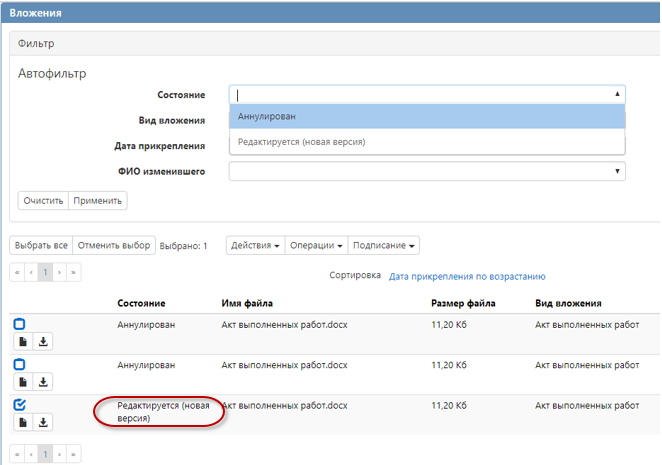 Вложения
Фильтр
Автофильтр
Состояние
Аннулирован
Вид вложения
Редактируется (новая версия)
Дата прикрепления
ФИО изменившего
Очистить Применить
Выбрать все Отменить выбор Выбрано: 1 Действия Операции Подписание
« ‹ 1 › » Сортировка Дата прикрепления по возрастанию
Состояние Имя файла Размер файла Вид вложения
Аннулирован Акт выполненных работ.docx 11,20 Кб Акт выполненных работ
Аннулирован Акт выполненных работ.docx 11,20 Кб Акт выполненных работ
Редактируется (новая Акт выполненных работ.docx 11,20 Кб Акт выполненных работ
версия)
« ‹ 1 › »